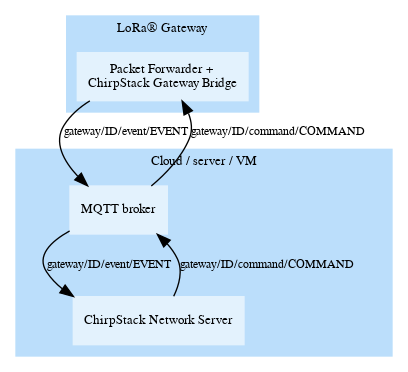 LoRa® Gateway
Packet Forwarder +
ChirpStack Gateway Bridge
gateway/ID/event/EVENT
gateway/ID/command/COMMAND
Cloud / server / VM
MQTT broker
gateway/ID/event/EVENT
gateway/ID/command/COMMAND
ChirpStack Network Server